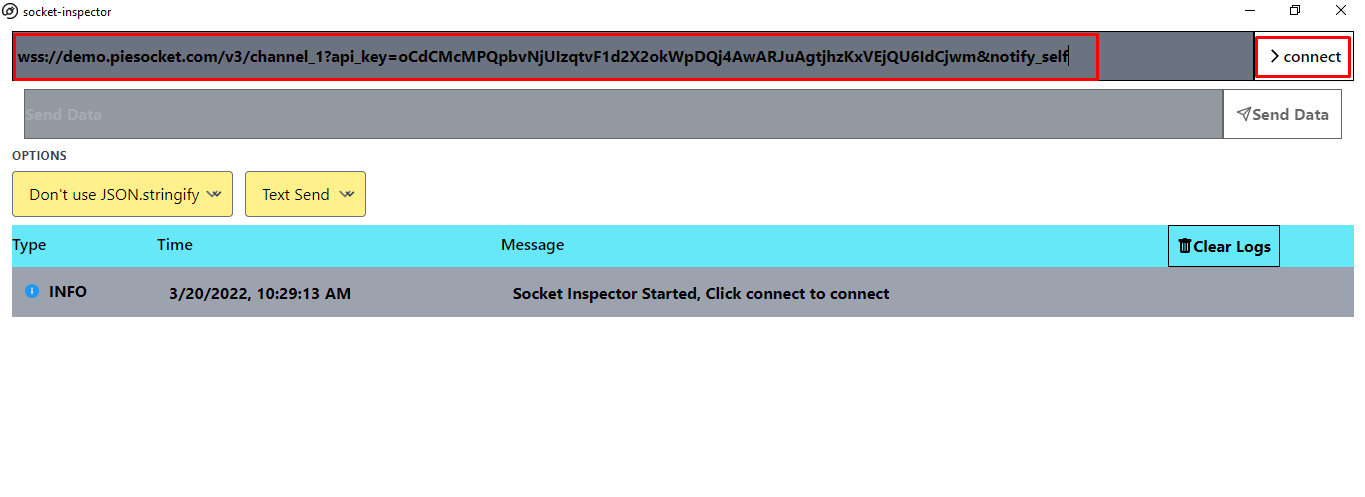 socket-inspector
wss://demo.piesocket.com/v3/channel_1?api_key=oCdCMcMPQpbvNjUIzqtvF1d2X2okWpDQj4AwARJuAgtjhzKxVEjQU6IdCjwm&notify_self
connect
Send Data
Send Data
OPTIONS
Don't use JSON.stringify
Text Send
Type Time Message Clear Logs
INFO 3/20/2022, 10:29:13 AM Socket Inspector Started, Click connect to connect